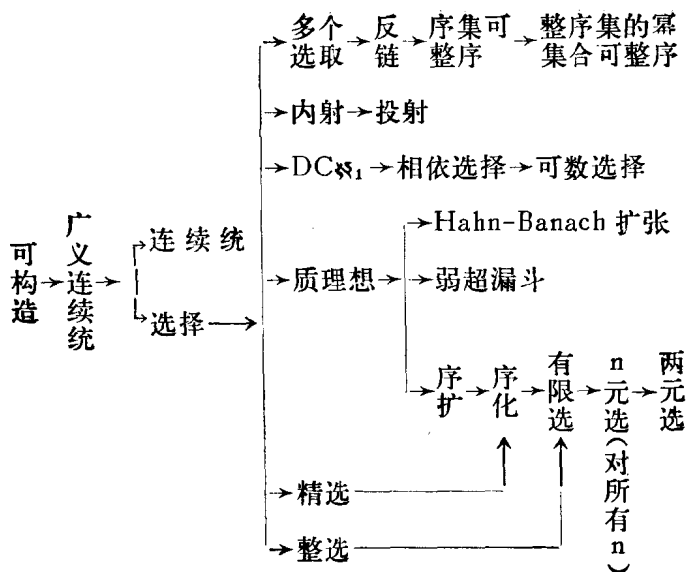 多个选取→反链→序集可整序→整序集的幂集合可整序
内射→投射
DCℵ₁→相依选择→可数选择
可构造→广义连续统→连续统
选择
质理想
Hahn-Banach 扩张
弱超漏斗
序扩→序化→有限选→n元选(对所有n)→两元选
精选
整选